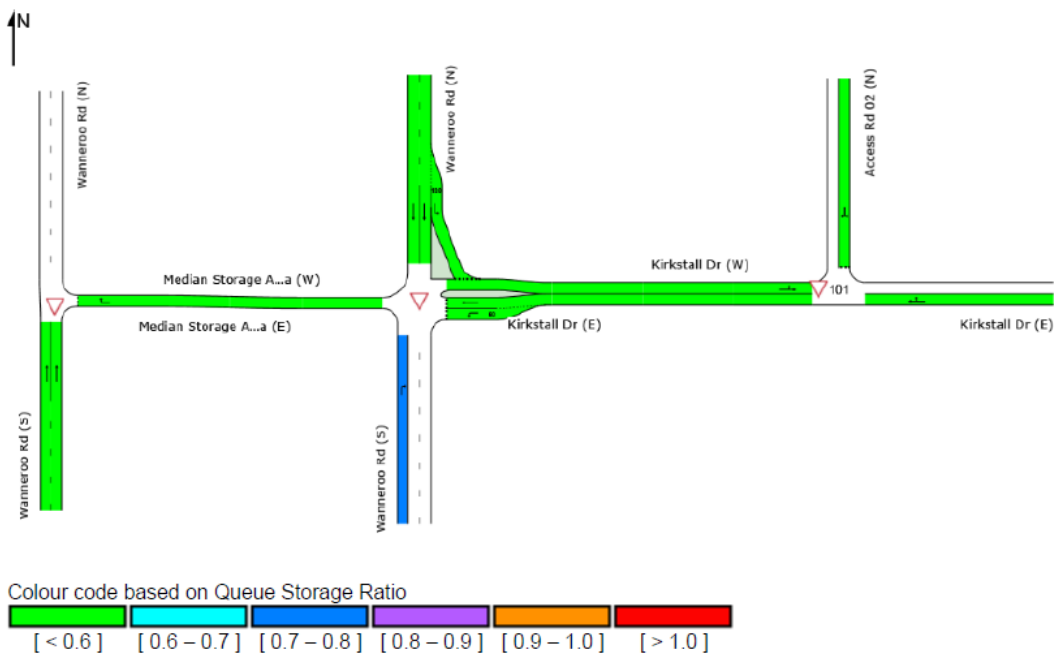 N
Wanneroo Rd (N)
Wanneroo Rd (N)
Access Rd 02 (N)
Median Storage A...a (W)
Kirkstall Dr (W)
101
Median Storage A...a (E)
Kirkstall Dr (E)
Kirkstall Dr (E)
60
Wanneroo Rd (S)
Wanneroo Rd (S)
Colour code based on Queue Storage Ratio
[ < 0.6 ] [ 0.6 – 0.7 ] [ 0.7 – 0.8 ] [ 0.8 – 0.9 ] [ 0.9 – 1.0 ] [ > 1.0 ]